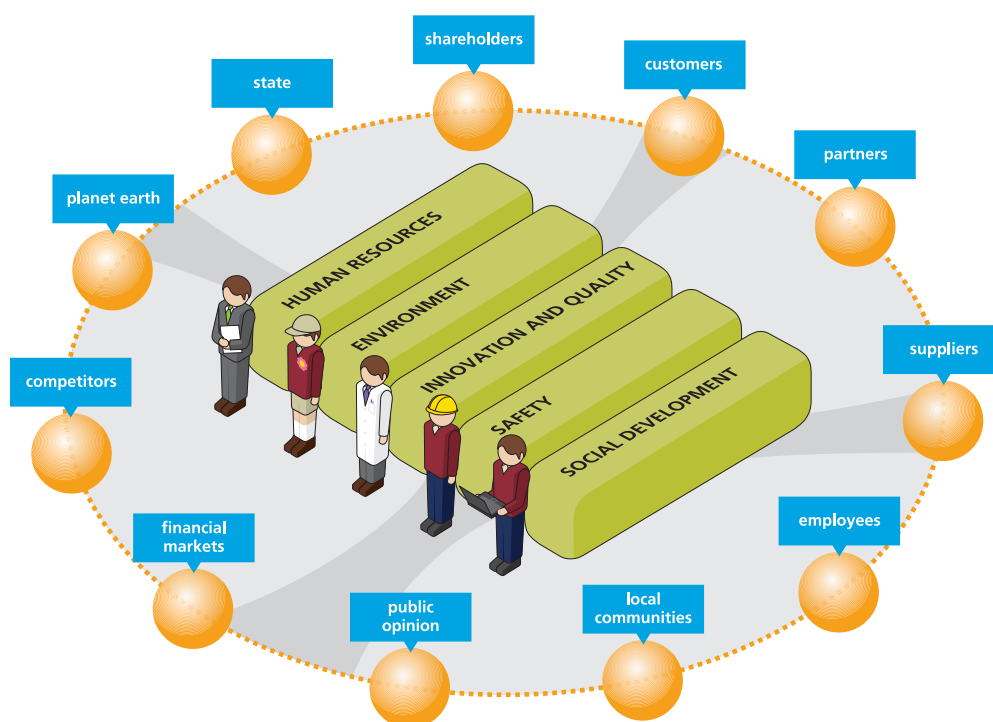 shareholders
customers
state
partners
planet earth
HUMAN RESOURCES
ENVIRONMENT
INNOVATION AND QUALITY
SAFETY
SOCIAL DEVELOPMENT
competitors
suppliers
financial
markets
employees
public
opinion
local
communities